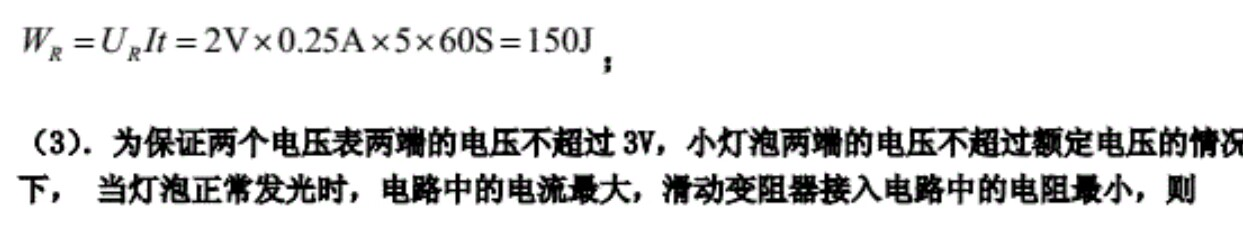 W_R = U_R It = 2V×0.25A×5×60S = 150J ；
（3）．为保证两个电压表两端的电压不超过 3V，小灯泡两端的电压不超过额定电压的情况
下， 当灯泡正常发光时，电路中的电流最大，滑动变阻器接入电路中的电阻最小，则